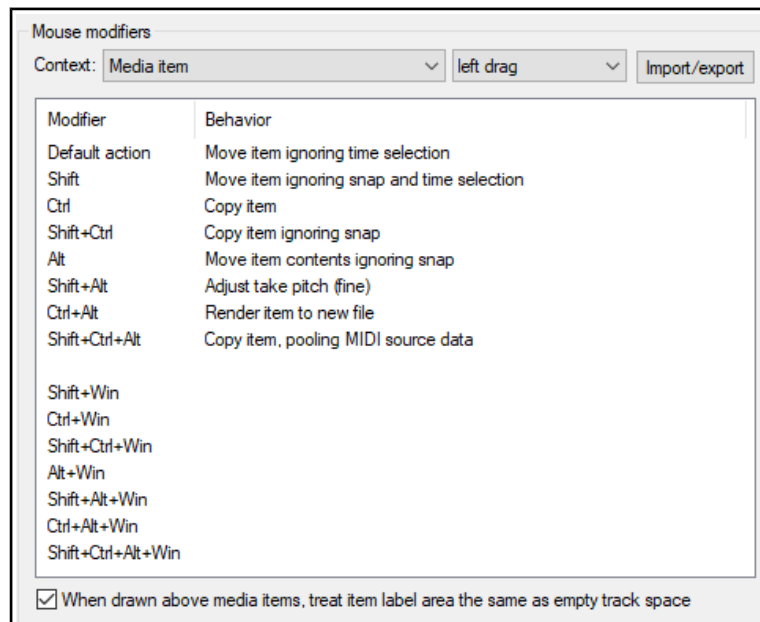 Mouse modifiers
Context: Media item left drag Import/export
Modifier Behavior
Default action Move item ignoring time selection
Shift Move item ignoring snap and time selection
Ctrl Copy item
Shift+Ctrl Copy item ignoring snap
Alt Move item contents ignoring snap
Shift+Alt Adjust take pitch (fine)
Ctrl+Alt Render item to new file
Shift+Ctrl+Alt Copy item, pooling MIDI source data
Shift+Win
Ctrl+Win
Shift+Ctrl+Win
Alt+Win
Shift+Alt+Win
Ctrl+Alt+Win
Shift+Ctrl+Alt+Win
When drawn above media items, treat item label area the same as empty track space